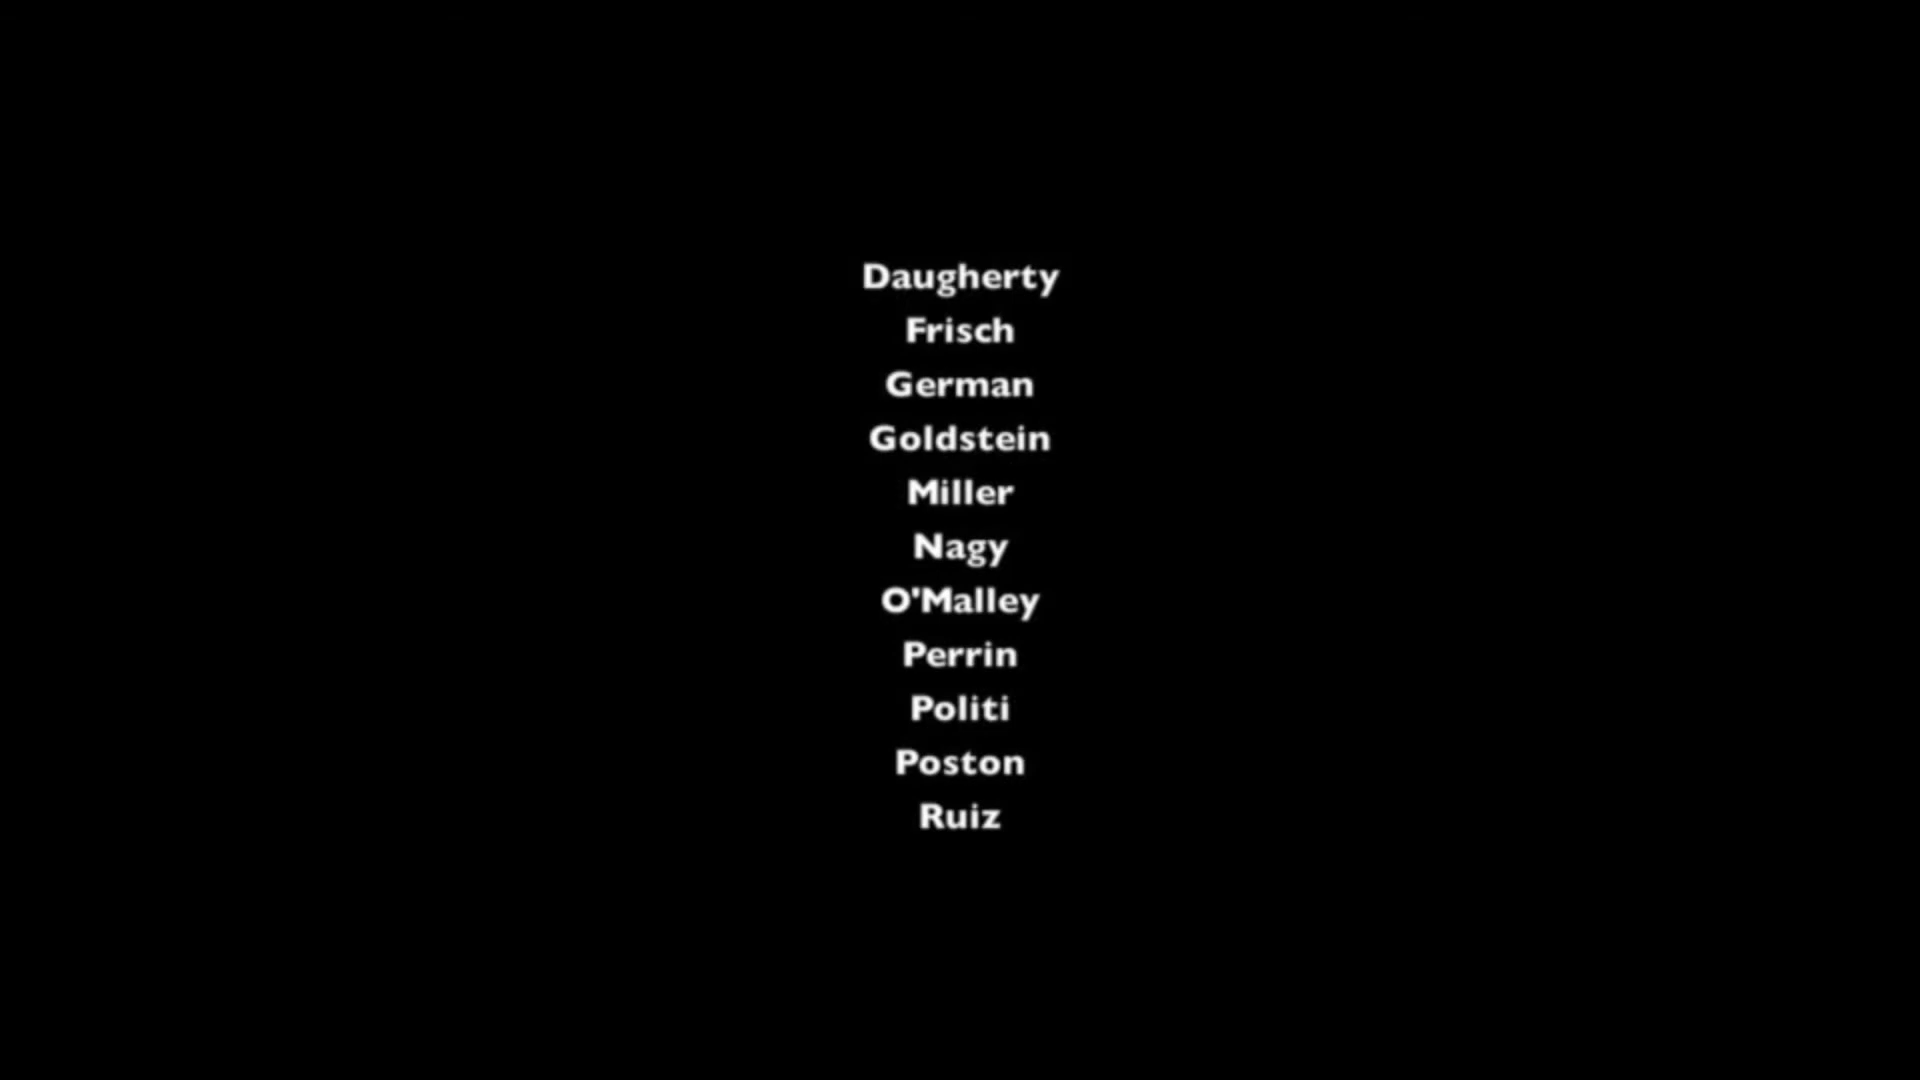 Daugherty
Frisch
German
Goldstein
Miller
Nagy
O'Malley
Perrin
Politi
Poston
Ruiz